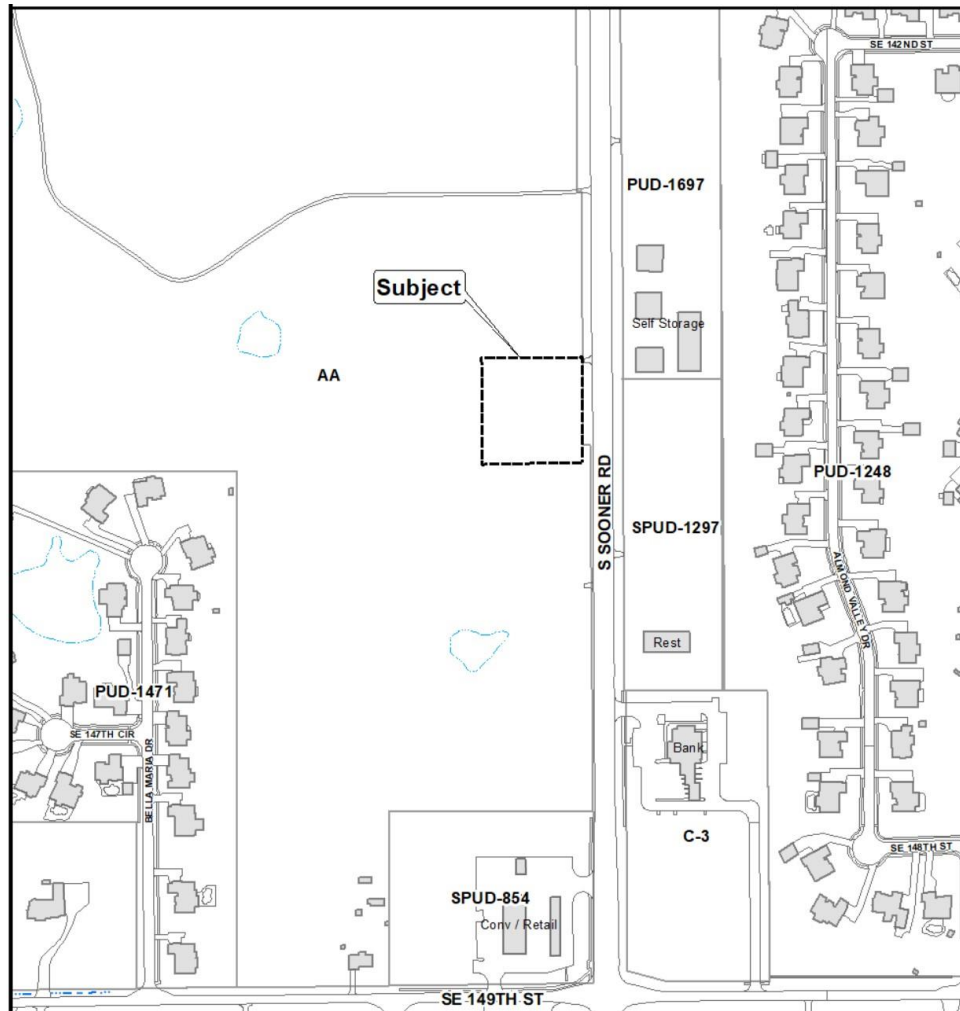 SE 142ND ST
PUD-1697
Subject
Self Storage
AA
PUD-1248
S SOONER RD
SPUD-1297
ALMOND VALLEY DR
Rest
PUD-1471
SE 147TH CIR
BELLA MARIA DR
Bank
C-3
SE 148TH ST
SPUD-854
Conv / Retail
SE 149TH ST